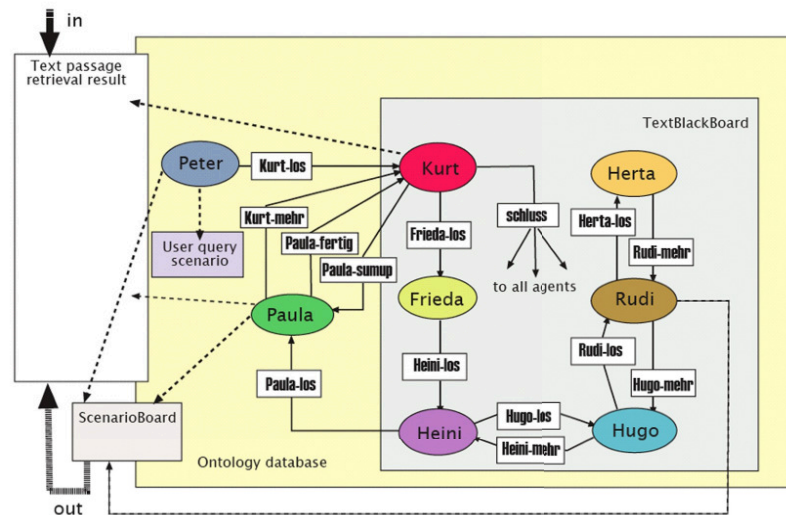 in
Text passage
retrieval result
TextBlackBoard
Peter
Kurt-los
Kurt
Herta
Kurt-mehr
schluss
Herta-los
User query
scenario
Paula-fertig
Frieda-los
Rudi-mehr
Paula-sumup
to all agents
Frieda
Rudi
Paula
Rudi-los
Heini-los
Paula-los
Hugo-mehr
ScenarioBoard
Hugo-los
Heini
Hugo
Heini-mehr
Ontology database
out